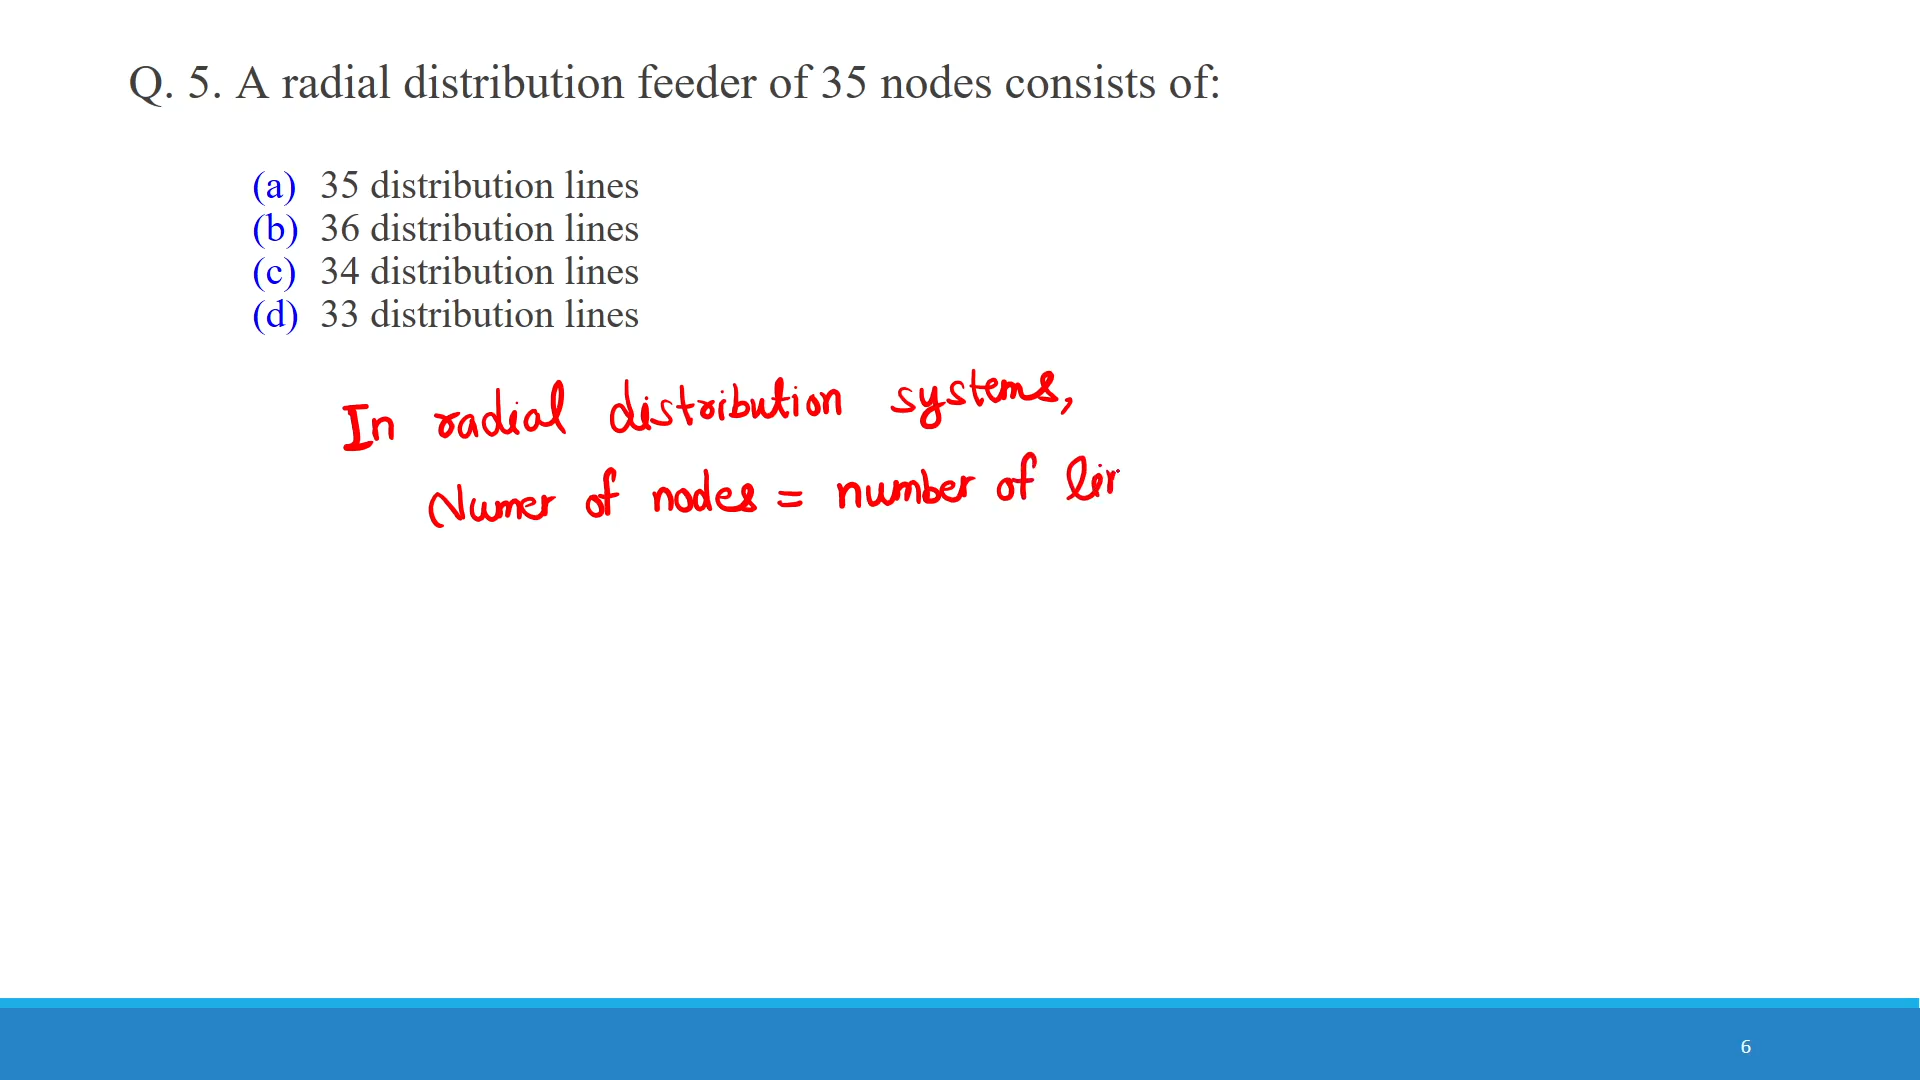 Q. 5. A radial distribution feeder of 35 nodes consists of:
(a) 35 distribution lines
(b) 36 distribution lines
(c) 34 distribution lines
(d) 33 distribution lines
In radial distribution systems,
Numer of nodes = number of lin
6